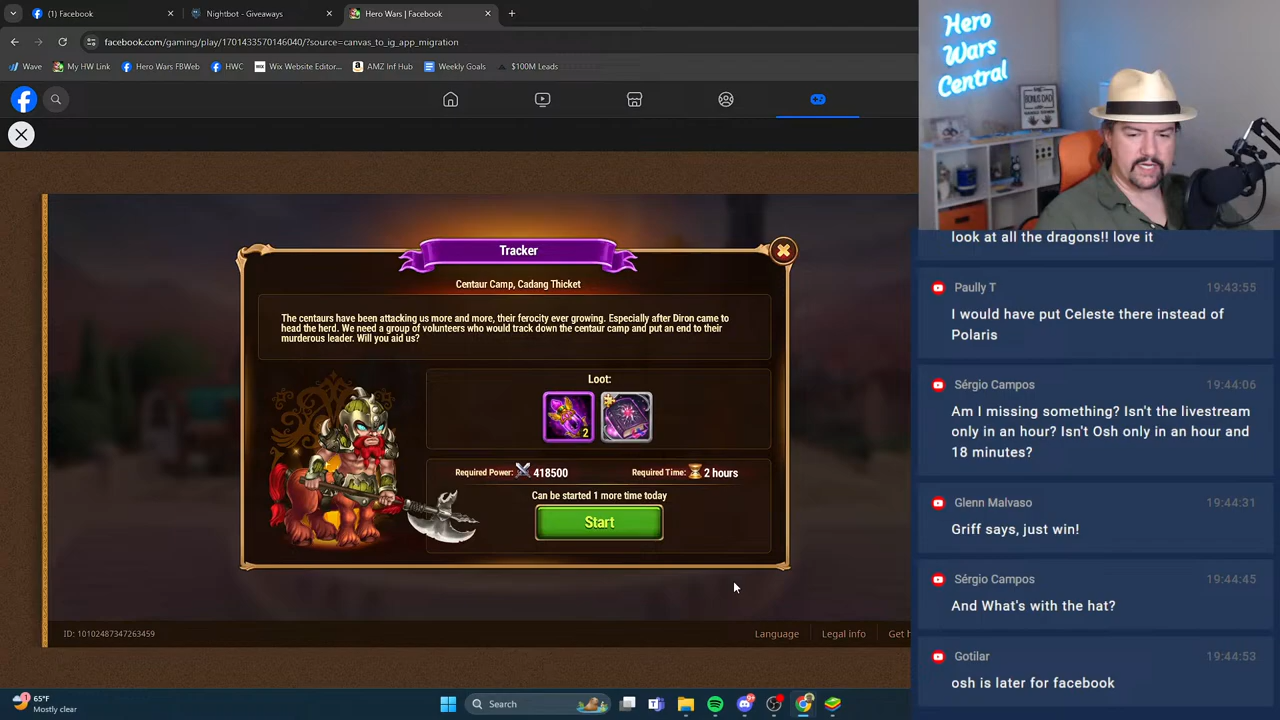 (1) Facebook
Nightbot - Giveaways
Hero Wars | Facebook
facebook.com/gaming/play/1701433570146040/?source=canvas_to_ig_app_migration
Wave
My HW Link
Hero Wars FBWeb
HWC
Wix Website Editor...
AMZ Inf Hub
Weekly Goals
$100M Leads
Hero
Wars
Central
BONUS DAD
Tracker
Centaur Camp, Cadang Thicket
The centaurs have been attacking us more and more, their ferocity ever growing. Especially after Diron came to
head the herd. We need a group of volunteers who would track down the centaur camp and put an end to their
murderous leader. Will you aid us?
Loot:
2
Required Power: 418500
Required Time: 2 hours
Can be started 1 more time today
Start
ID: 10102487347263459
Language
Legal info
Get h
look at all the dragons!! love it
Paully T 19:43:55
I would have put Celeste there instead of
Polaris
Sérgio Campos 19:44:06
Am I missing something? Isn't the livestream
only in an hour? Isn't Osh only in an hour and
18 minutes?
Glenn Malvaso 19:44:31
Griff says, just win!
Sérgio Campos 19:44:45
And What's with the hat?
Gotilar 19:44:53
osh is later for facebook
1
65°F
Mostly clear
Search